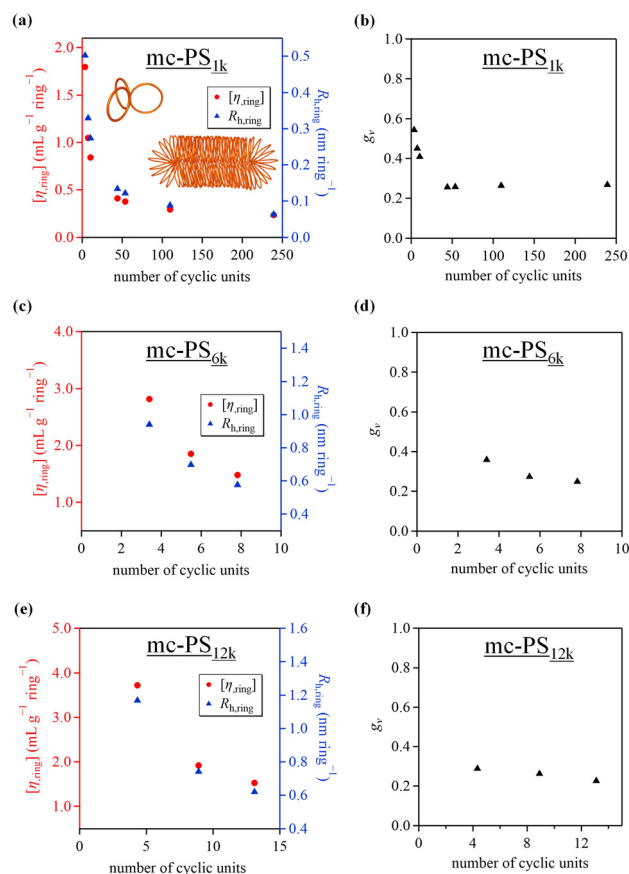 (a)
mc-PS1k
[η,ring] (mL g−1 ring−1)
2.0
1.5
1.0
0.5
0.0
[η,ring]
Rh,ring
0.5
0.4
0.3
0.2
0.1
0.0
Rh,ring (nm ring−1)
0 50 100 150 200 250
number of cyclic units
(b)
mc-PS1k
gv
1.0
0.8
0.6
0.4
0.2
0.0
0 50 100 150 200 250
number of cyclic units
(c)
mc-PS6k
[η,ring] (mL g−1 ring−1)
4.0
3.0
2.0
1.0
[η,ring]
Rh,ring
1.4
1.2
1.0
0.8
0.6
0.4
Rh,ring (nm ring−1)
0 2 4 6 8 10
number of cyclic units
(d)
mc-PS6k
gv
1.0
0.8
0.6
0.4
0.2
0.0
0 2 4 6 8 10
number of cyclic units
(e)
mc-PS12k
[η,ring] (mL g−1 ring−1)
5.0
4.0
3.0
2.0
1.0
[η,ring]
Rh,ring
1.6
1.4
1.2
1.0
0.8
0.6
0.4
Rh,ring (nm ring−1)
0 5 10 15
number of cyclic units
(f)
mc-PS12k
gv
1.0
0.8
0.6
0.4
0.2
0.0
0 4 8 12
number of cyclic units